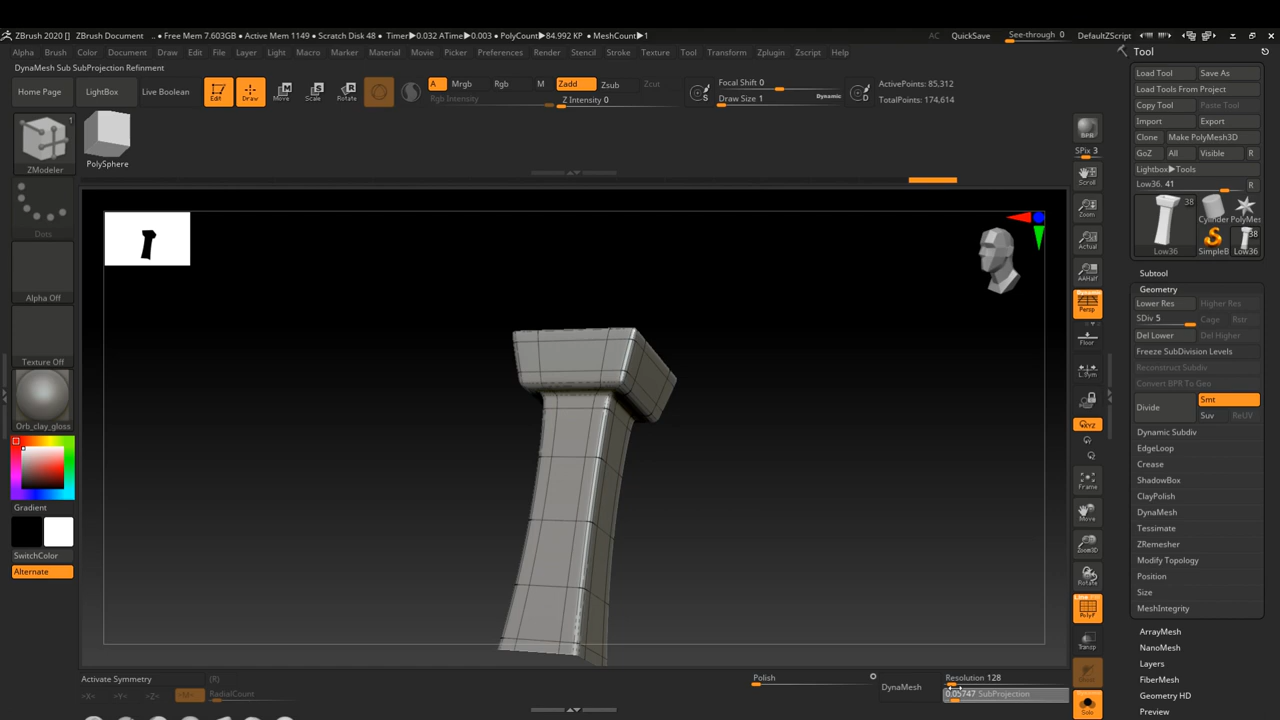 ZBrush 2020 [] ZBrush Document .. • Free Mem 7.603GB • Active Mem 1149 • Scratch Disk 48 • Timer▶0.032 ATime▶0.003 • PolyCount▶84.992 KP • MeshCount▶1 AC QuickSave See-through 0 DefaultZScript
Alpha Brush Color Document Draw Edit File Layer Light Macro Marker Material Movie Picker Preferences Render Stencil Stroke Texture Tool Transform Zplugin Zscript Help
DynaMesh Sub SubProjection Refinment
Home Page LightBox Live Boolean Edit Draw Move Scale Rotate
A Mrgb Rgb M Zadd Zsub Zcut
Rgb Intensity Z Intensity 0
S Focal Shift 0 D ActivePoints: 85,312
Draw Size 1 Dynamic TotalPoints: 174,614
1
ZModeler
PolySphere
Dots
Alpha Off
Texture Off
Orb_clay_gloss
Gradient
SwitchColor
Alternate
BPR
SPix 3
Scroll
Zoom
Actual
AAHalf
Dynamic
Persp
Floor
L.Sym
XYZ
Frame
Move
Zoom3D
Rotate
Line
PolyF
Transp
Solo
Tool
Load Tool Save As
Load Tools From Project
Copy Tool Paste Tool
Import Export
Clone Make PolyMesh3D
GoZ All Visible R
Lightbox▶Tools
Low36. 41 R
38
Cylinder PolyMes
38
Low36 SimpleB Low36
Subtool
Geometry
Lower Res Higher Res
SDiv 5 Cage Rstr
Del Lower Del Higher
Freeze SubDivision Levels
Reconstruct Subdiv
Convert BPR To Geo
Divide Smt
Suv ReUV
Dynamic Subdiv
EdgeLoop
Crease
ShadowBox
ClayPolish
DynaMesh
Tessimate
ZRemesher
Modify Topology
Position
Size
MeshIntegrity
ArrayMesh
NanoMesh
Layers
FiberMesh
Geometry HD
Preview
Activate Symmetry (R)
>X< >Y< >Z< >M< RadialCount
Polish DynaMesh Resolution 128
0.05747 SubProjection